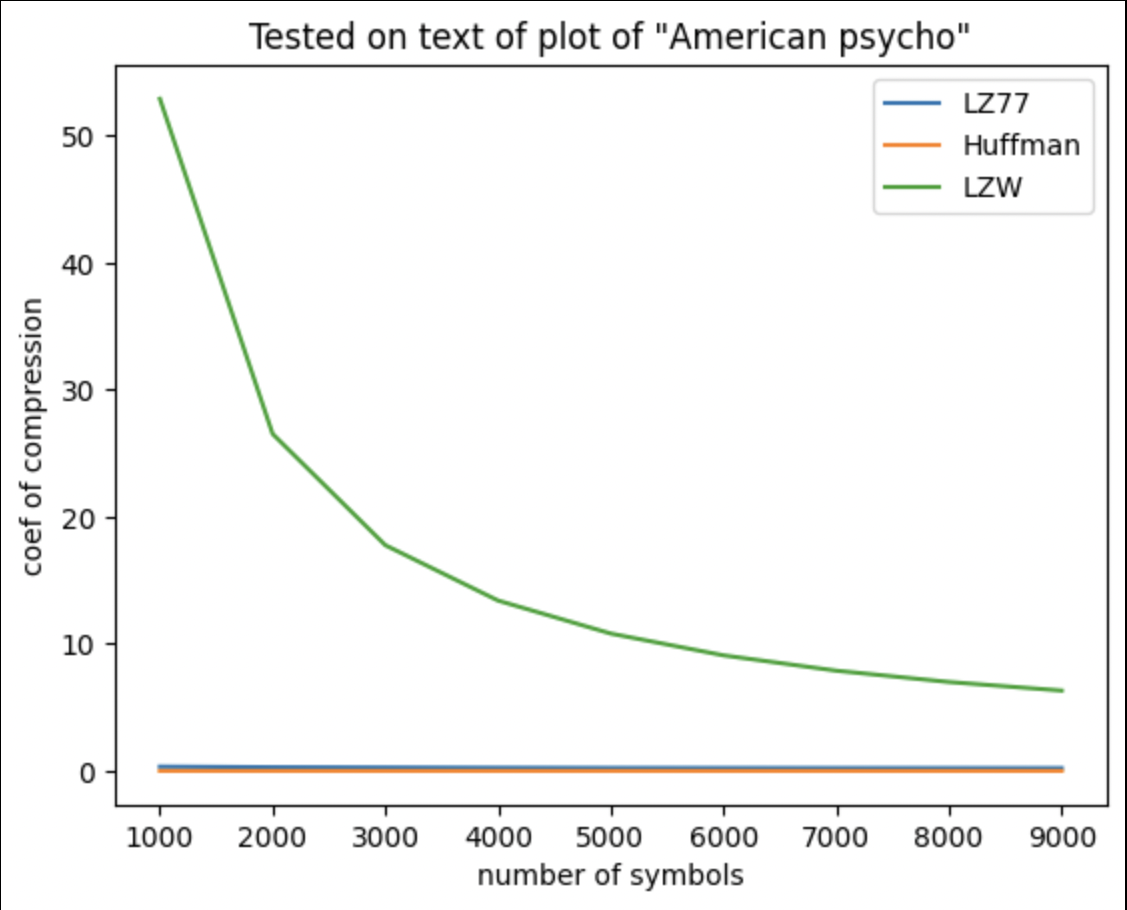 Tested on text of plot of "American psycho"
LZ77
Huffman
LZW
coef of compression
50
40
30
20
10
0
1000 2000 3000 4000 5000 6000 7000 8000 9000
number of symbols